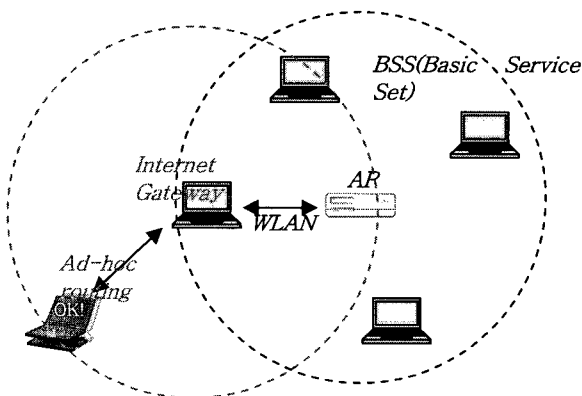 BSS(Basic Service
Set)
Internet
Gateway
AR
WLAN
Ad-hoc
routing
OK!